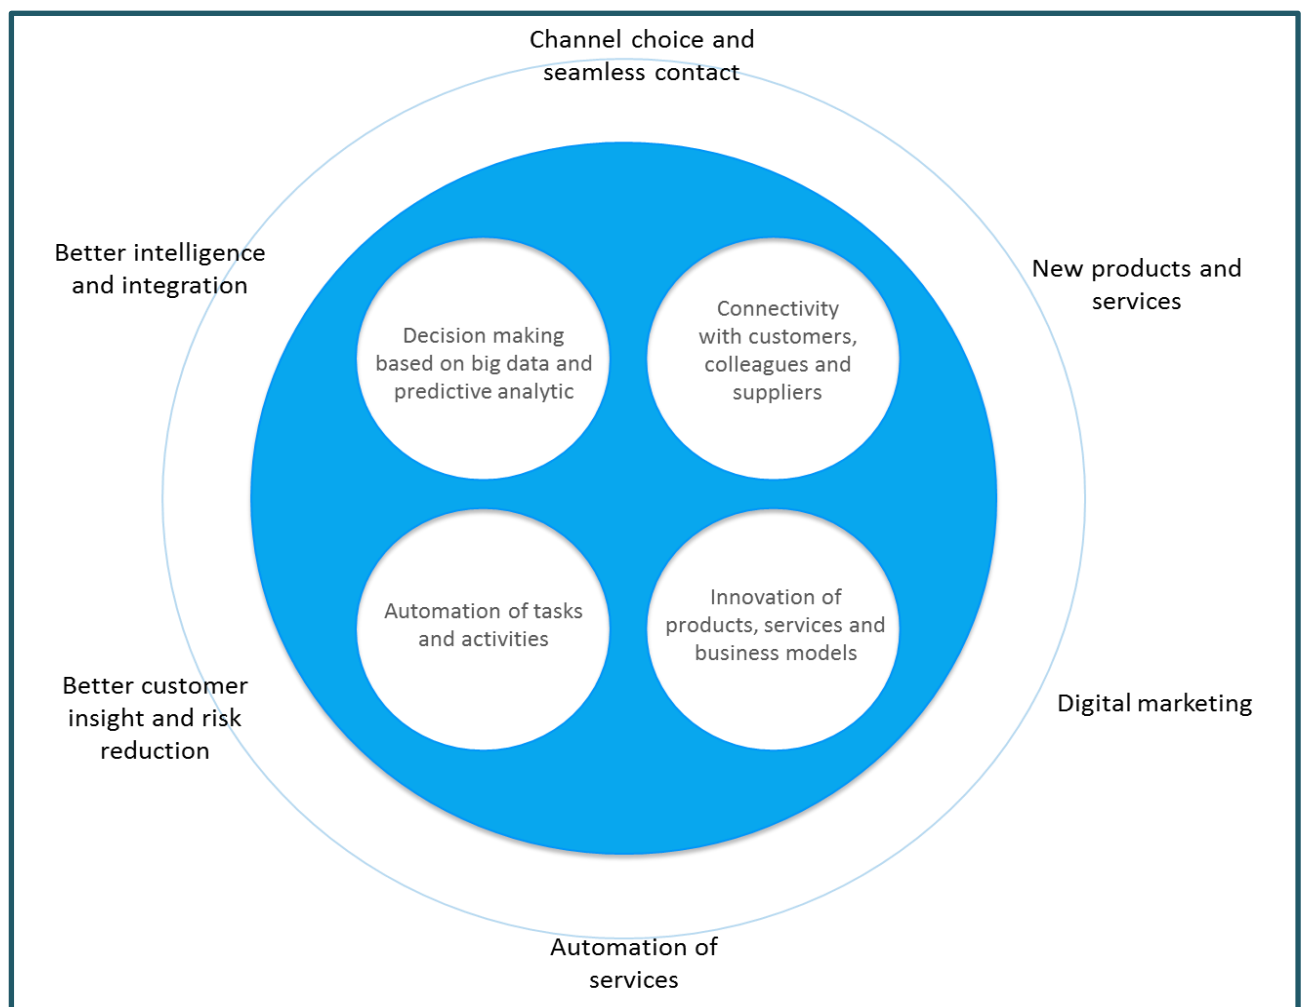 Channel choice and
seamless contact
Better intelligence
and integration
New products and
services
Decision making
based on big data and
predictive analytic
Connectivity
with customers,
colleagues and
suppliers
Automation of tasks
and activities
Innovation of
products, services and
business models
Better customer
insight and risk
reduction
Digital marketing
Automation of
services